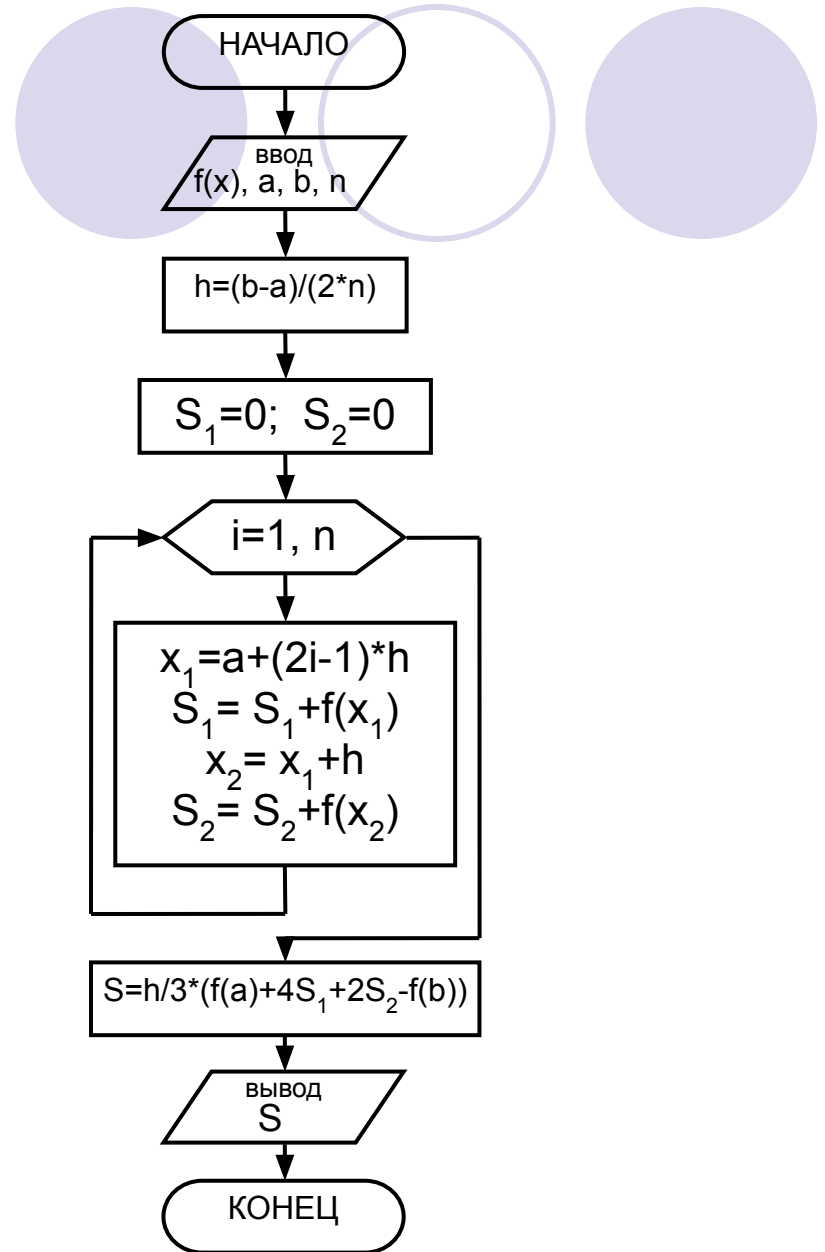 НАЧАЛО
ввод
f(x), a, b, n
h=(b-a)/(2*n)
S₁=0; S₂=0
i=1, n
x₁=a+(2i-1)*h
S₁= S₁+f(x₁)
x₂= x₁+h
S₂= S₂+f(x₂)
S=h/3*(f(a)+4S₁+2S₂-f(b))
вывод
S
КОНЕЦ